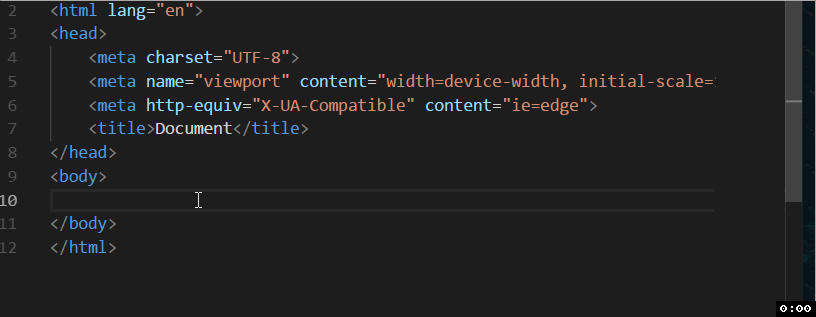 2 <html lang="en">
3 <head>
4 <meta charset="UTF-8">
5 <meta name="viewport" content="width=device-width, initial-scale=
6 <meta http-equiv="X-UA-Compatible" content="ie=edge">
7 <title>Document</title>
8 </head>
9 <body>
10
11 </body>
12 </html>
0:00